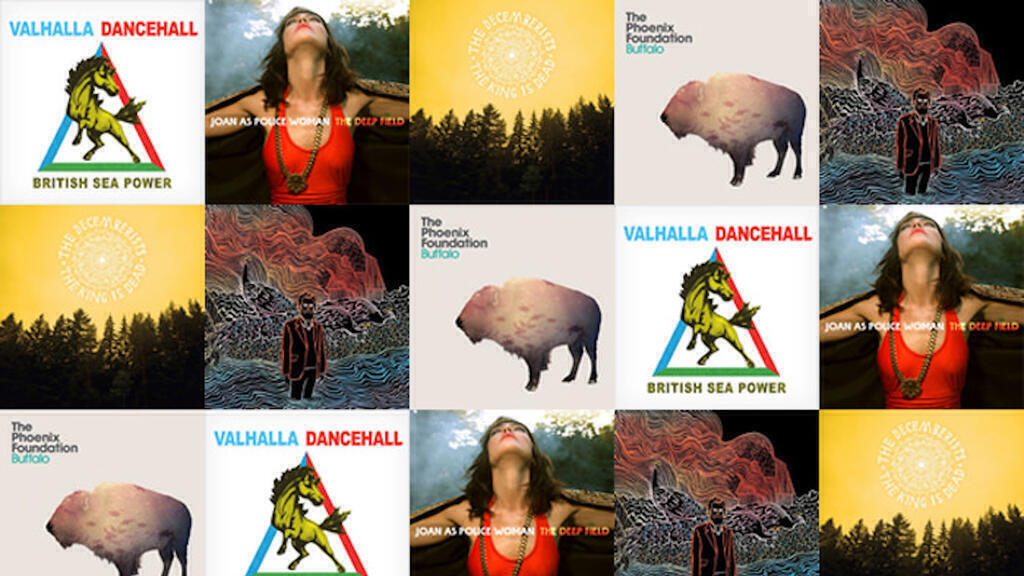 VALHALLA DANCEHALL
BRITISH SEA POWER
JOAN AS POLICE WOMAN THE DEEP FIELD
THE DECEMBERISTS
THE KING IS DEAD
The
Phoenix
Foundation
Buffalo
THE DECEMBERISTS
THE KING IS DEAD
The
Phoenix
Foundation
Buffalo
VALHALLA DANCEHALL
BRITISH SEA POWER
JOAN AS POLICE WOMAN THE DEEP FIELD
The
Phoenix
Foundation
Buffalo
VALHALLA DANCEHALL
JOAN AS POLICE WOMAN THE DEEP FIELD
THE DECEMBERISTS
THE KING IS DEAD